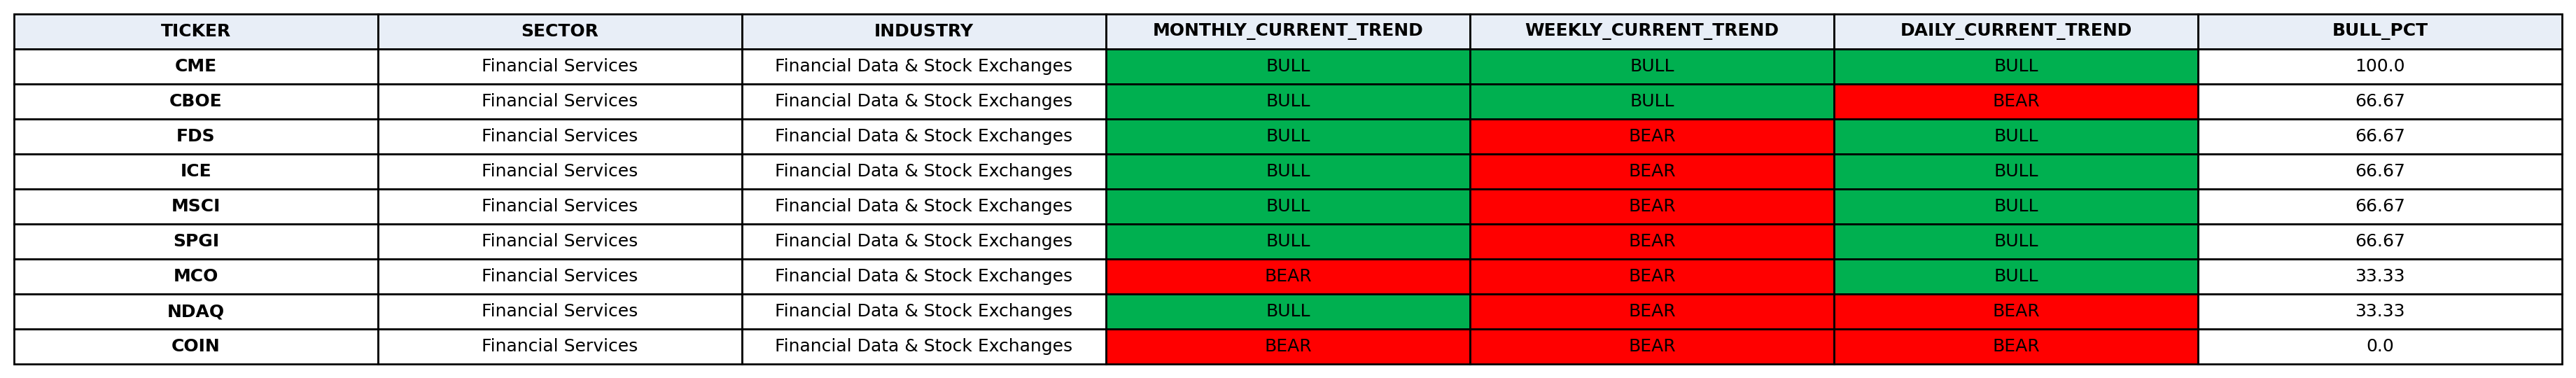 TICKER SECTOR INDUSTRY MONTHLY_CURRENT_TREND WEEKLY_CURRENT_TREND DAILY_CURRENT_TREND BULL_PCT
CME Financial Services Financial Data & Stock Exchanges BULL BULL BULL 100.0
CBOE Financial Services Financial Data & Stock Exchanges BULL BULL BEAR 66.67
FDS Financial Services Financial Data & Stock Exchanges BULL BEAR BULL 66.67
ICE Financial Services Financial Data & Stock Exchanges BULL BEAR BULL 66.67
MSCI Financial Services Financial Data & Stock Exchanges BULL BEAR BULL 66.67
SPGI Financial Services Financial Data & Stock Exchanges BULL BEAR BULL 66.67
MCO Financial Services Financial Data & Stock Exchanges BEAR BEAR BULL 33.33
NDAQ Financial Services Financial Data & Stock Exchanges BULL BEAR BEAR 33.33
COIN Financial Services Financial Data & Stock Exchanges BEAR BEAR BEAR 0.0